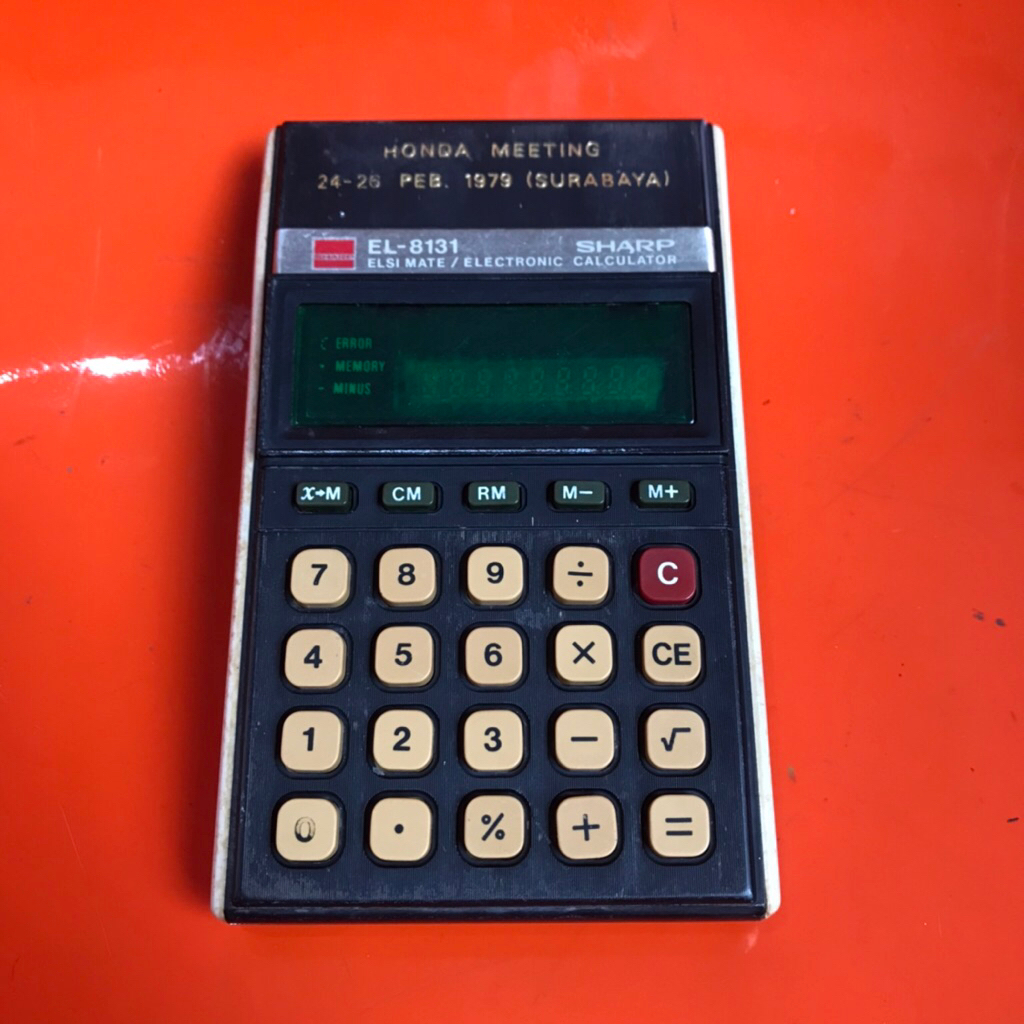 HONDA MEETING
24-26 PEB. 1979 (SURABAYA)
EL-8131 SHARP
ELSI MATE / ELECTRONIC CALCULATOR
ERROR
MEMORY
MINUS
x→M CM RM M− M+
7 8 9 ÷ C
4 5 6 × CE
1 2 3 − √
0 • % + =